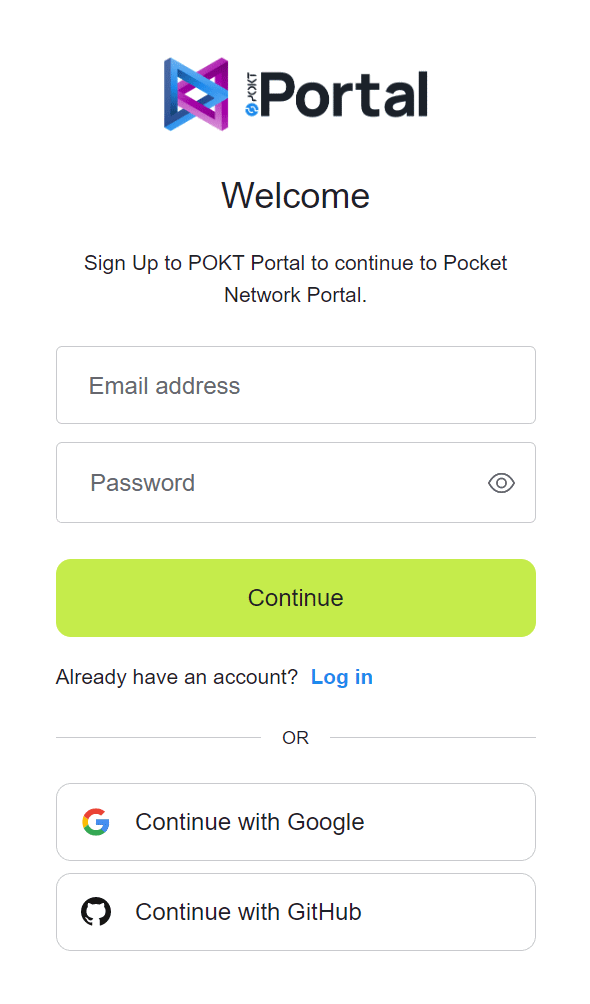 POKT Portal
Welcome
Sign Up to POKT Portal to continue to Pocket
Network Portal.
Email address
Password
Continue
Already have an account? Log in
OR
Continue with Google
Continue with GitHub